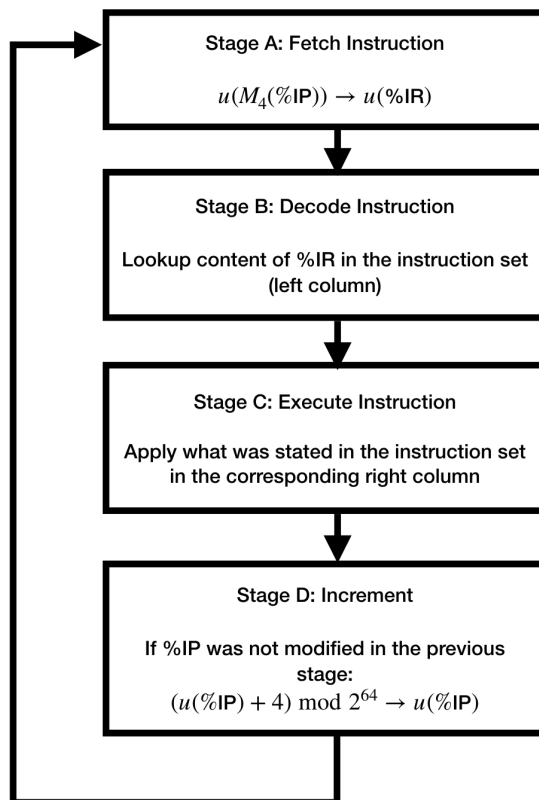 Stage A: Fetch Instruction
u(M₄(%IP)) → u(%IR)
Stage B: Decode Instruction
Lookup content of %IR in the instruction set
(left column)
Stage C: Execute Instruction
Apply what was stated in the instruction set
in the corresponding right column
Stage D: Increment
If %IP was not modified in the previous
stage:
(u(%IP) + 4) mod 2⁶⁴ → u(%IP)